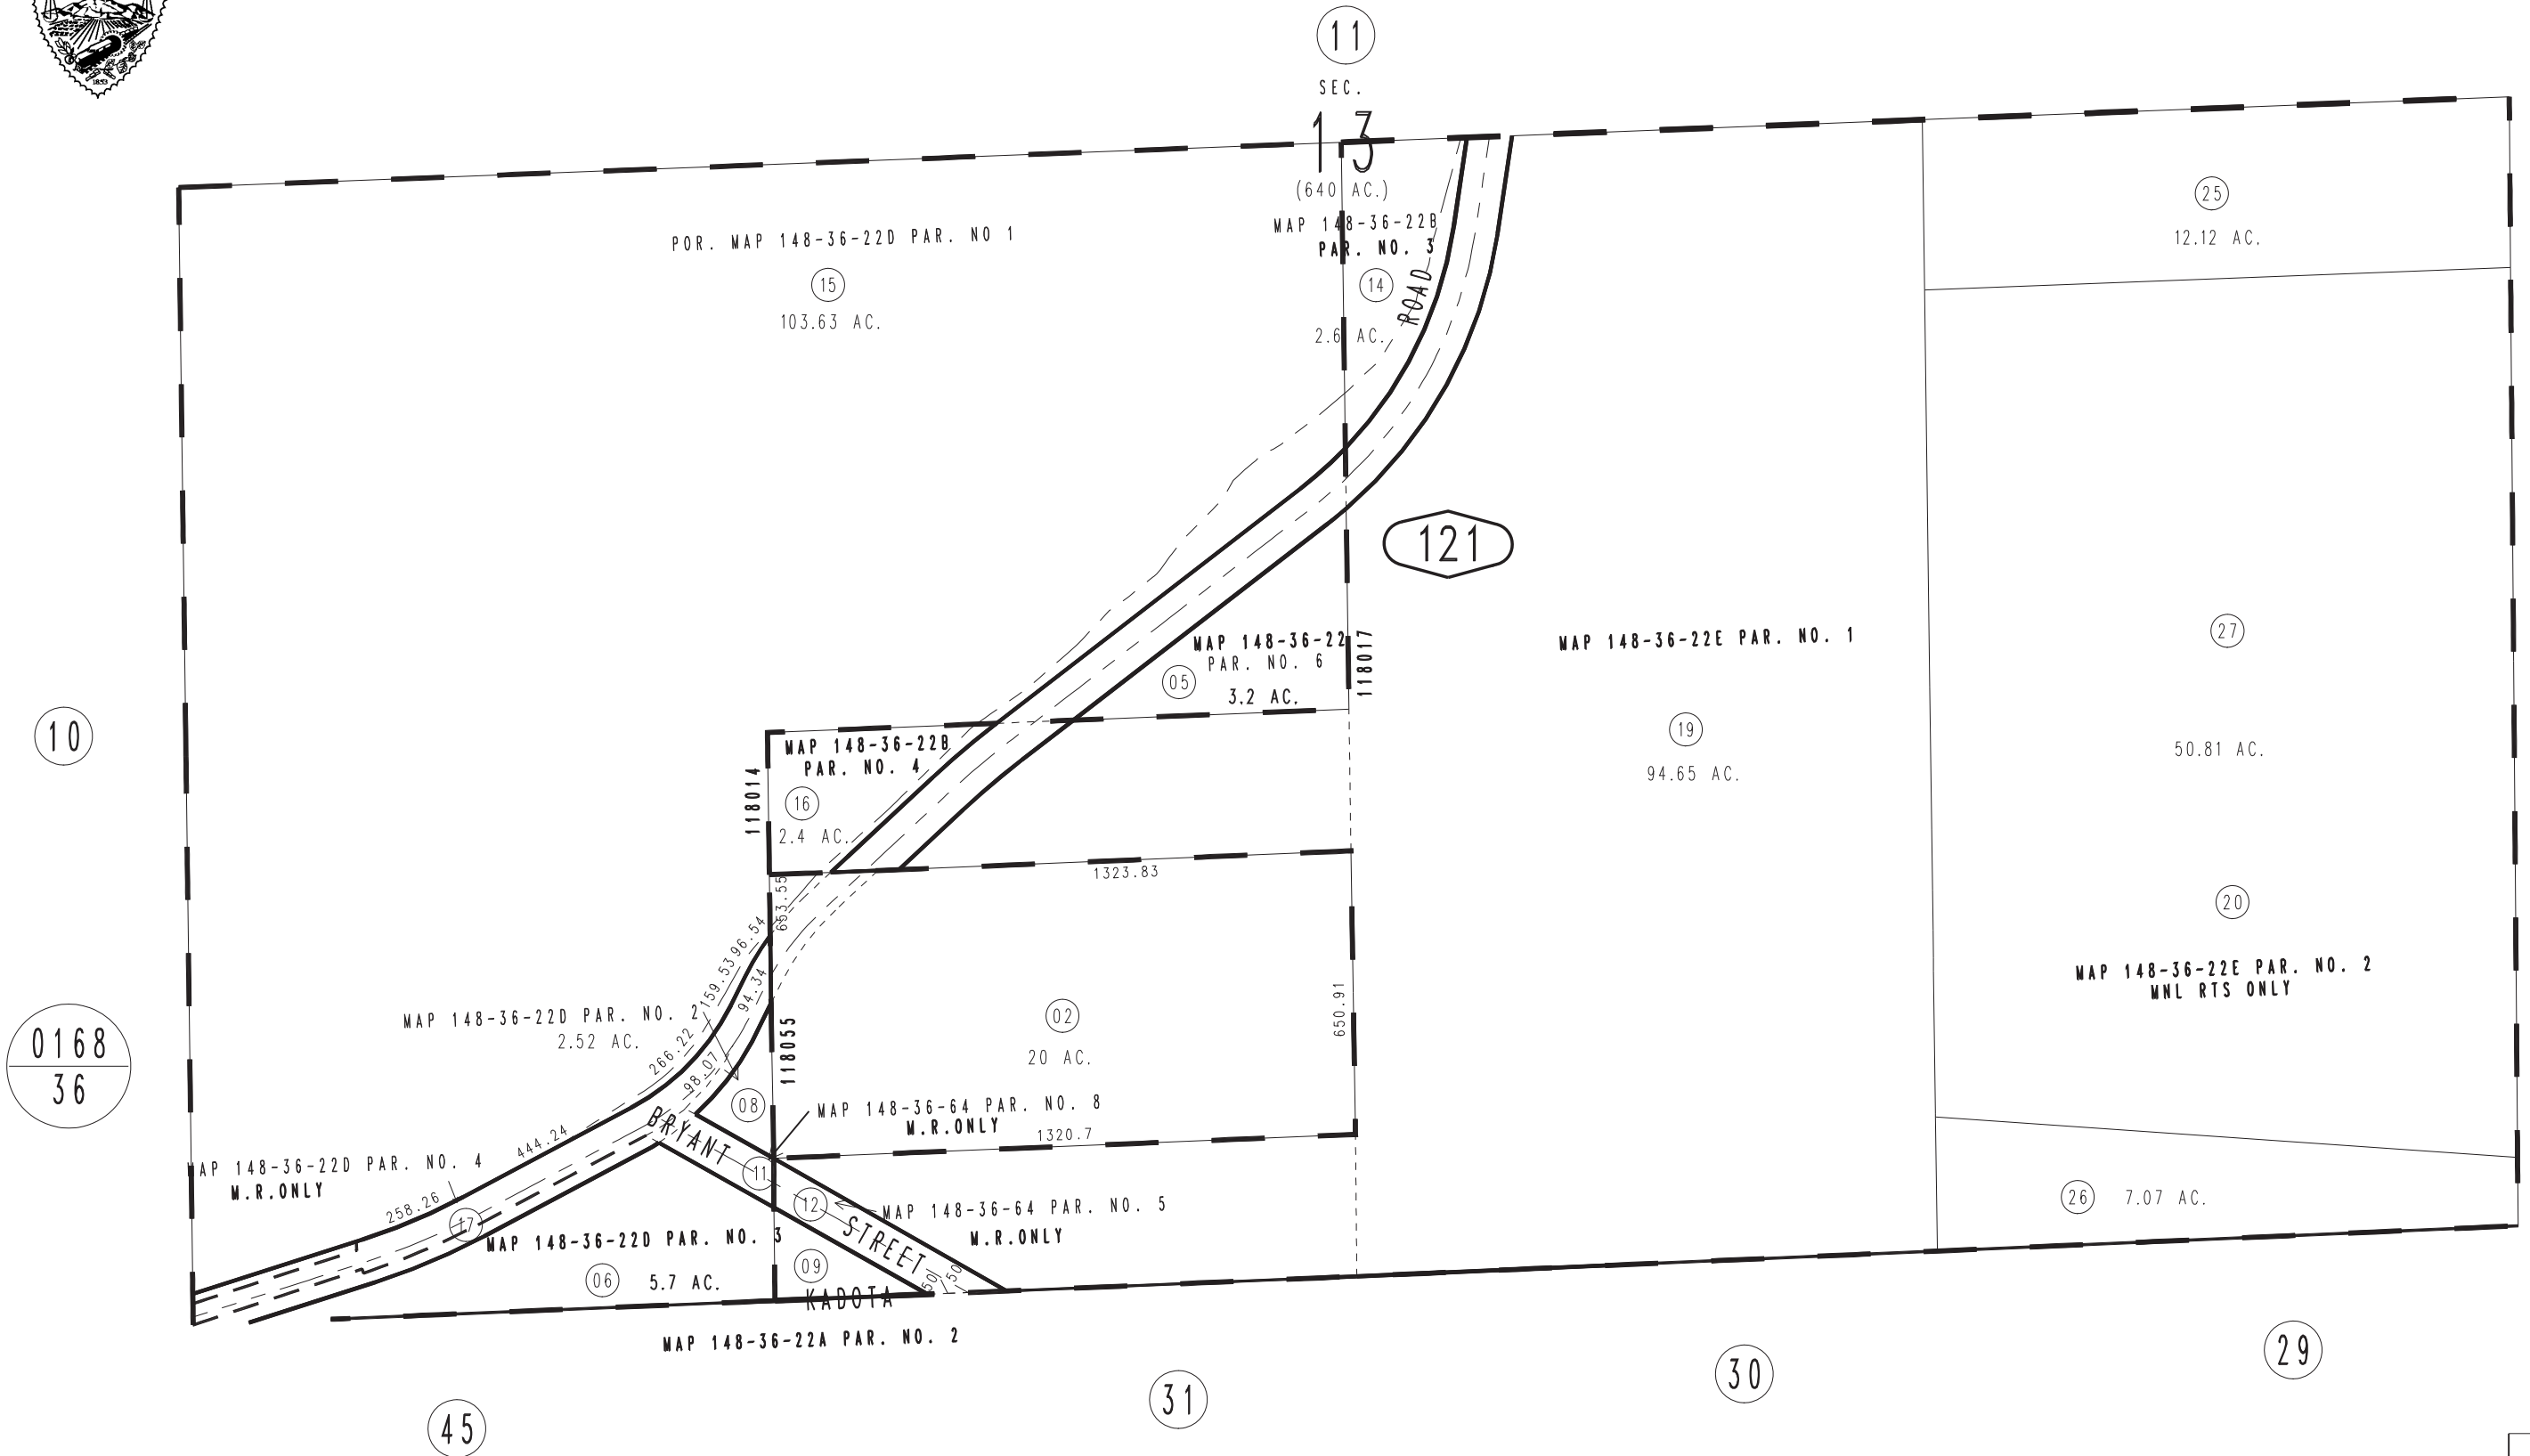 1853
11
SEC.
13
(640 AC.)
MAP 148-36-22B
PAR. NO. 3
14
2.6 AC.
ROAD
POR. MAP 148-36-22D PAR. NO 1
15
103.63 AC.
25
12.12 AC.
121
MAP 148-36-22
PAR. NO. 6
05
3.2 AC.
118017
MAP 148-36-22E PAR. NO. 1
19
94.65 AC.
27
50.81 AC.
10
MAP 148-36-22B
PAR. NO. 4
118014
16
2.4 AC.
1323.83
653.55
96.54
159.53
94.34
20
MAP 148-36-22E PAR. NO. 2
MNL RTS ONLY
0168
36
MAP 148-36-22D PAR. NO. 2
2.52 AC.
266.22
98.07
118055
02
20 AC.
650.91
08
MAP 148-36-64 PAR. NO. 8
M.R.ONLY
1320.7
BRYANT
444.24
MAP 148-36-22D PAR. NO. 4
M.R.ONLY
258.26
17
11
12
STREET
MAP 148-36-64 PAR. NO. 5
M.R.ONLY
26
7.07 AC.
MAP 148-36-22D PAR. NO. 3
06
5.7 AC.
09
50
50
KADOTA
MAP 148-36-22A PAR. NO. 2
45
31
30
29